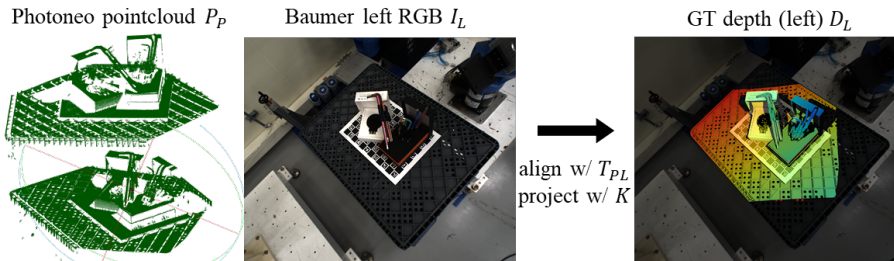 Photoneo pointcloud P_P
Baumer left RGB I_L
GT depth (left) D_L
align w/ T_PL
project w/ K